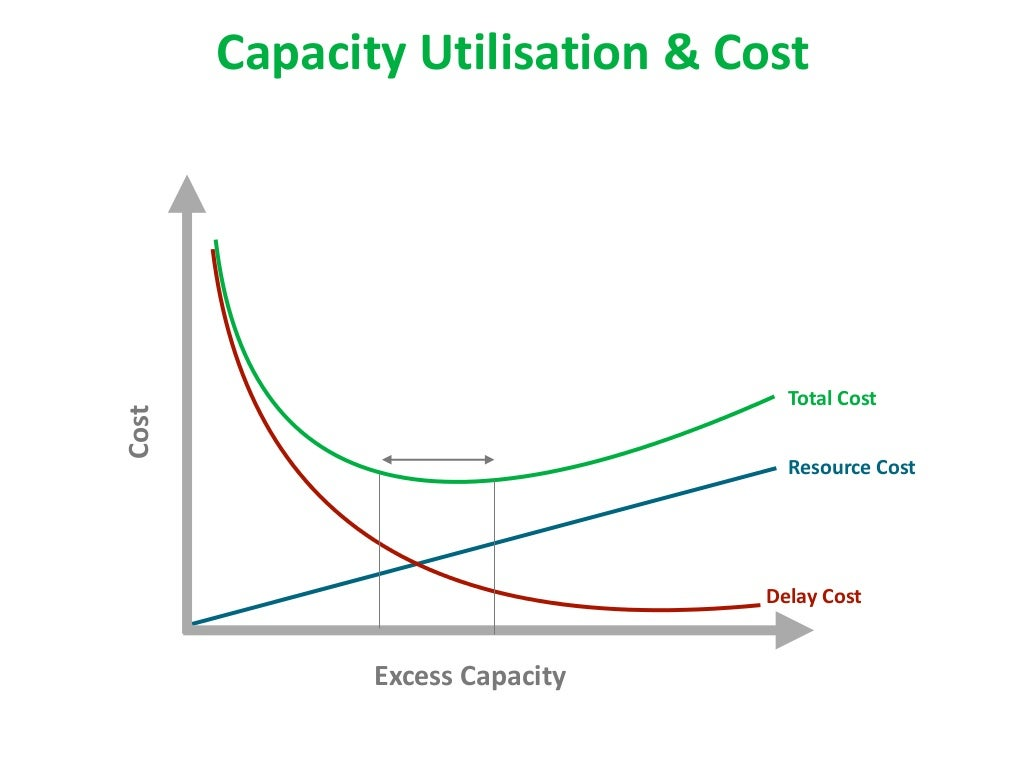 Capacity Utilisation & Cost
Cost
Total Cost
Resource Cost
Delay Cost
Excess Capacity